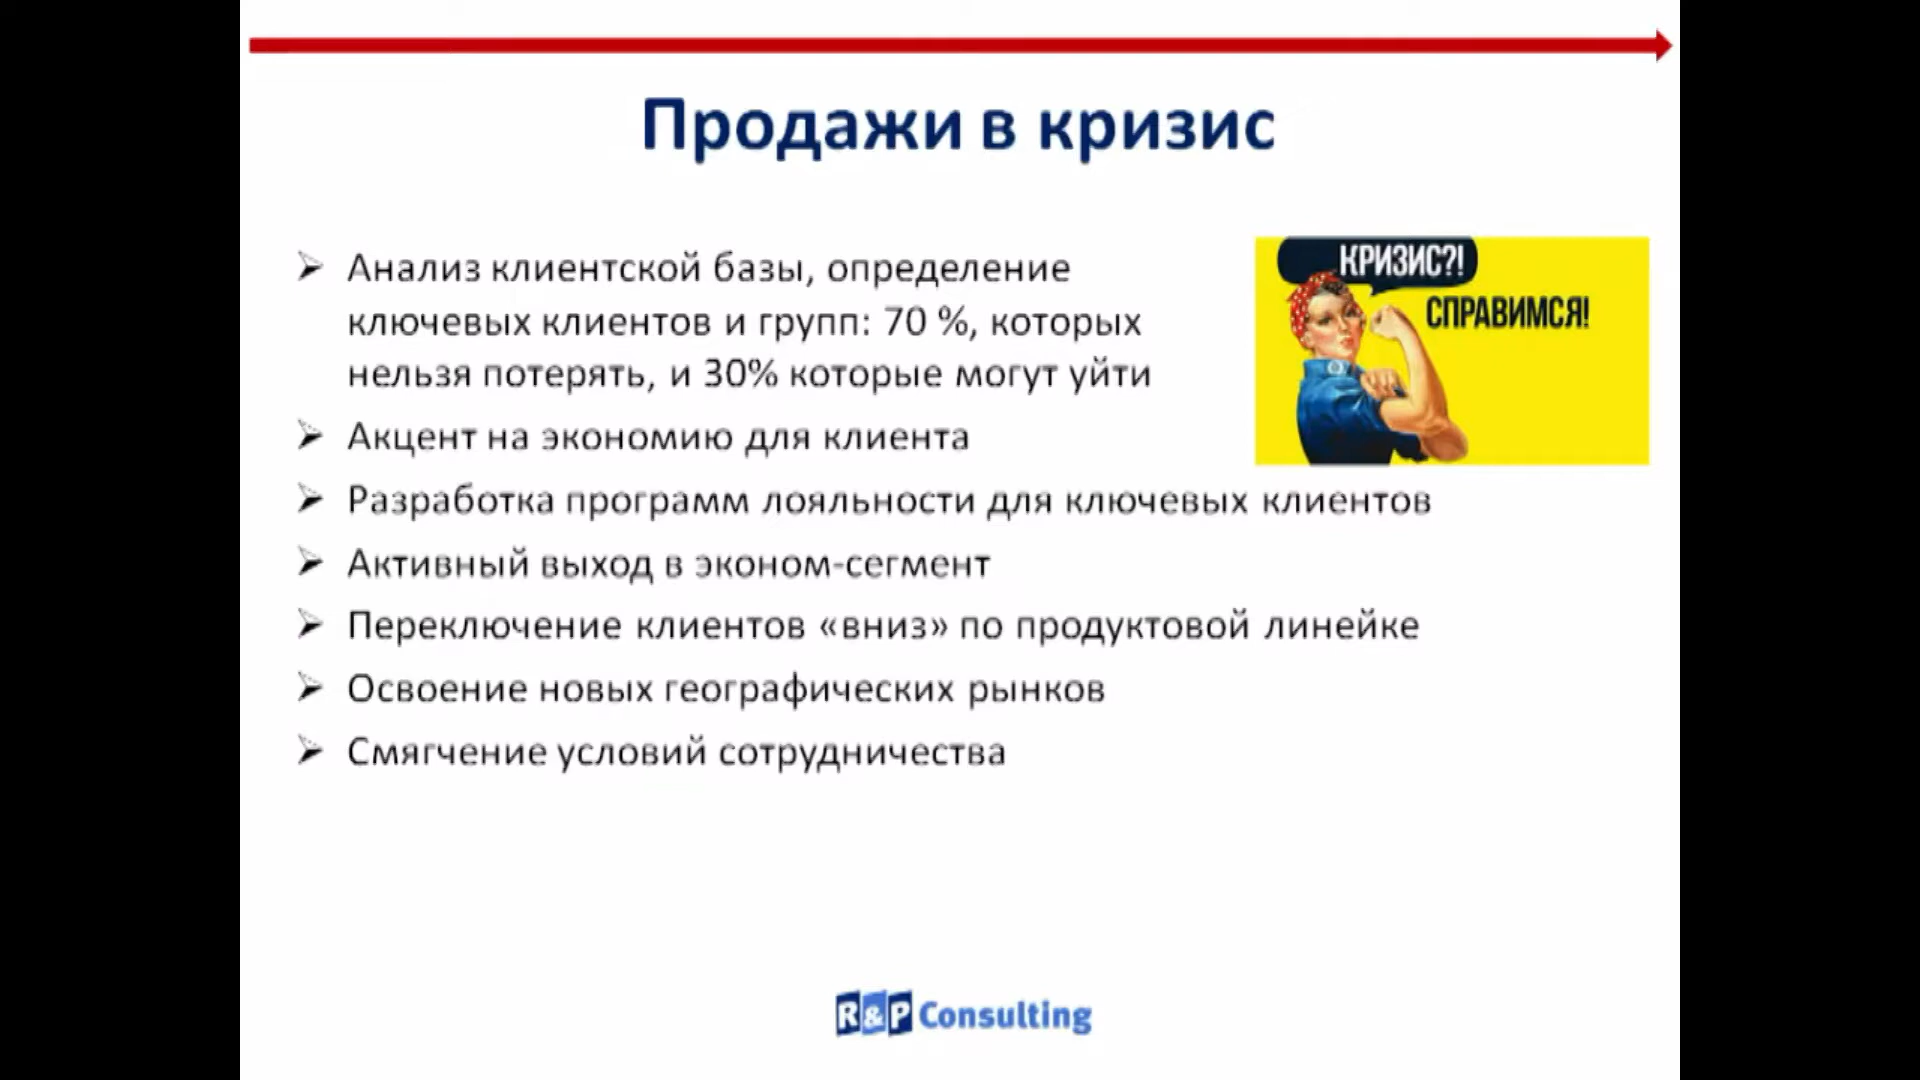 Продажи в кризис
Анализ клиентской базы, определение
ключевых клиентов и групп: 70 %, которых
нельзя потерять, и 30% которые могут уйти
КРИЗИС?!
СПРАВИМСЯ!
Акцент на экономию для клиента
Разработка программ лояльности для ключевых клиентов
Активный выход в эконом-сегмент
Переключение клиентов «вниз» по продуктовой линейке
Освоение новых географических рынков
Смягчение условий сотрудничества
R&P Consulting